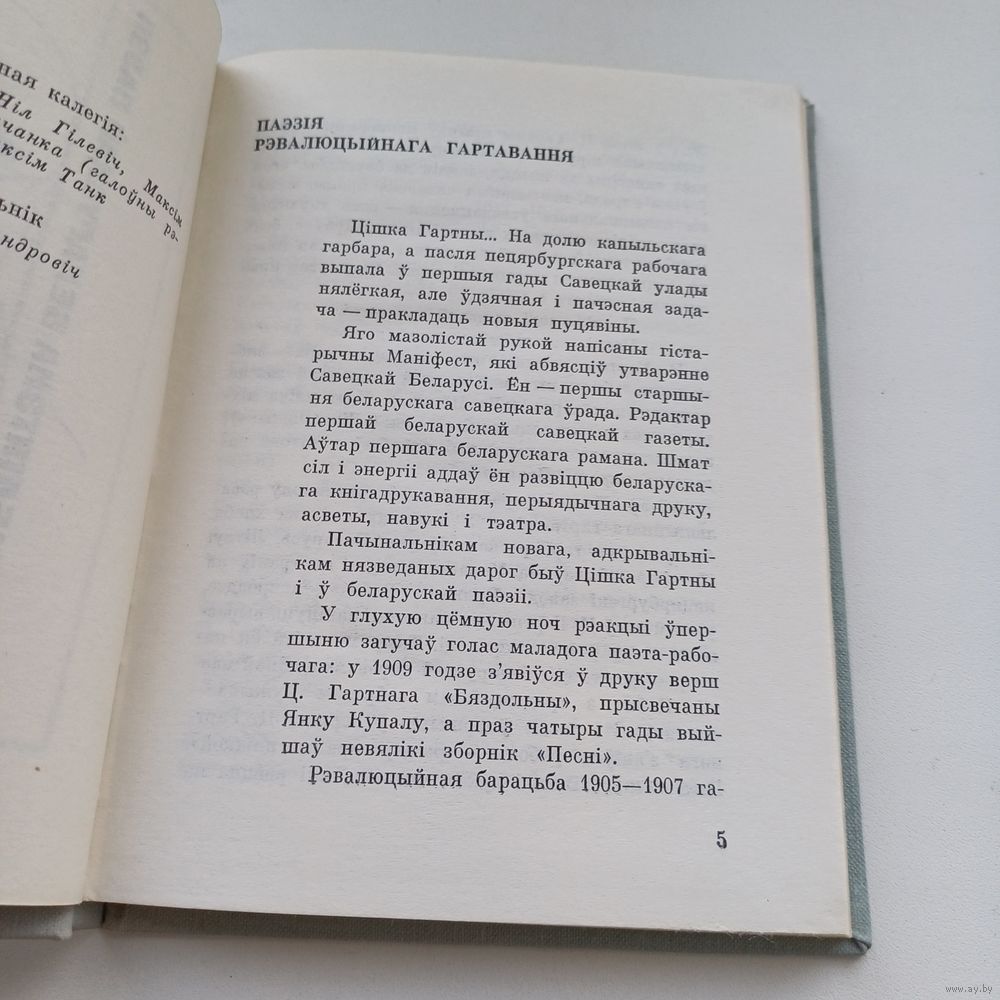 ная калегія:
Ніл Гілевіч, Максім
чанка (галоўны рэ-
ксім Танк
ьнік
ндровіч
ПАЭЗІЯ
РЭВАЛЮЦЫЙНАГА ГАРТАВАННЯ
Цішка Гартны... На долю капыльскага
гарбара, а пасля пецярбургскага рабочага
выпала ў першыя гады Савецкай улады
нялёгкая, але ўдзячная і пачэсная зада-
ча — пракладаць новыя пуцявіны.
Яго мазолістай рукой напісаны гіста-
рычны Маніфест, які абвясціў утварэнне
Савецкай Беларусі. Ён — першы старшы-
ня беларускага савецкага ўрада. Рэдактар
першай беларускай савецкай газеты.
Аўтар першага беларускага рамана. Шмат
сіл і энергіі аддаў ён развіццю беларуска-
га кнігадрукавання, перыядычнага друку,
асветы, навукі і тэатра.
Пачынальнікам новага, адкрывальні-
кам нязведаных дарог быў Цішка Гартны
і ў беларускай паэзіі.
У глухую цёмную ноч рэакцыі ўпер-
шыню загучаў голас маладога паэта-рабо-
чага: у 1909 годзе з’явіўся ў друку верш
Ц. Гартнага «Бяздольны», прысвечаны
Янку Купалу, а праз чатыры гады вый-
шаў невялікі зборнік «Песні».
Рэвалюцыйная барацьба 1905—1907 га-
5
www.ay.by